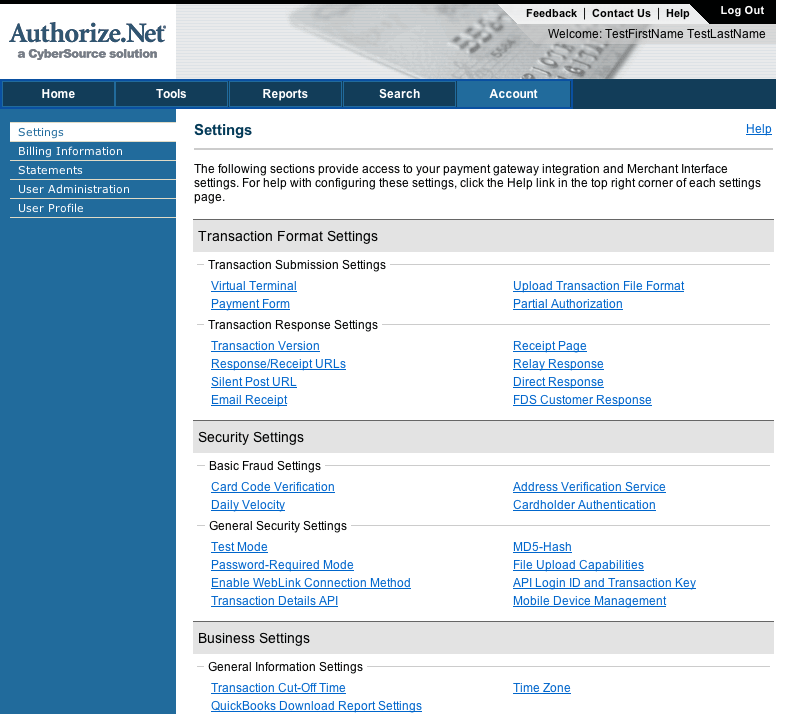 Feedback | Contact Us | Help Log Out
Authorize.Net
a CyberSource solution
Welcome: TestFirstName TestLastName
Home Tools Reports Search Account
Settings
Billing Information
Statements
User Administration
User Profile
Settings Help
The following sections provide access to your payment gateway integration and Merchant Interface
settings. For help with configuring these settings, click the Help link in the top right corner of each settings
page.
Transaction Format Settings
Transaction Submission Settings
Virtual Terminal Upload Transaction File Format
Payment Form Partial Authorization
Transaction Response Settings
Transaction Version Receipt Page
Response/Receipt URLs Relay Response
Silent Post URL Direct Response
Email Receipt FDS Customer Response
Security Settings
Basic Fraud Settings
Card Code Verification Address Verification Service
Daily Velocity Cardholder Authentication
General Security Settings
Test Mode MD5-Hash
Password-Required Mode File Upload Capabilities
Enable WebLink Connection Method API Login ID and Transaction Key
Transaction Details API Mobile Device Management
Business Settings
General Information Settings
Transaction Cut-Off Time Time Zone
QuickBooks Download Report Settings